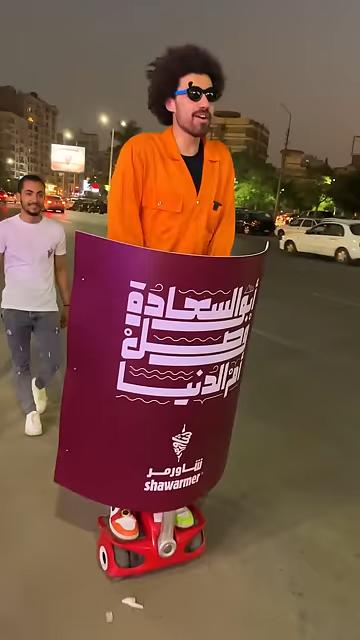 أبو السعادة
وصل
أم الدنيا
شاورمر
shawarmer